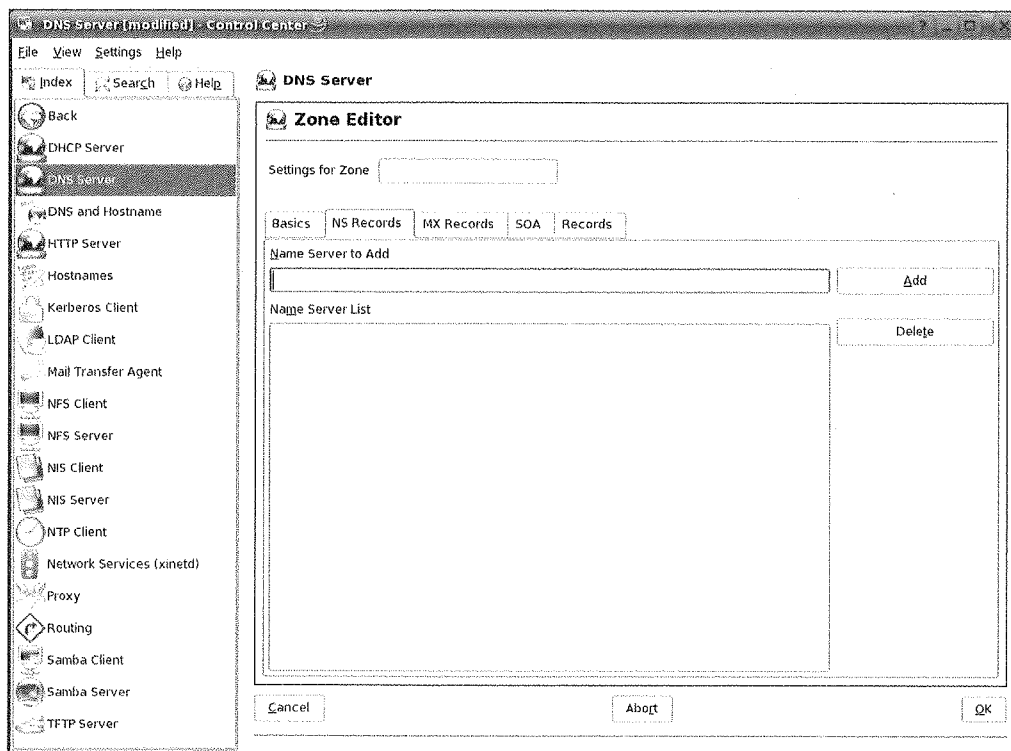 DNS Server [modified] - Control Center
File View Settings Help
Index Search Help
Back
DHCP Server
DNS Server
DNS and Hostname
HTTP Server
Hostnames
Kerberos Client
LDAP Client
Mail Transfer Agent
NFS Client
NFS Server
NIS Client
NIS Server
NTP Client
Network Services (xinetd)
Proxy
Routing
Samba Client
Samba Server
TFTP Server
DNS Server
Zone Editor
Settings for Zone
Basics NS Records MX Records SOA Records
Name Server to Add
Add
Name Server List
Delete
Cancel Abort OK